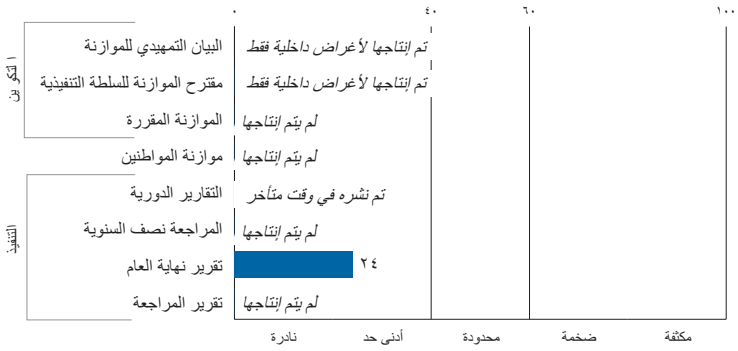 ٠ ٤٠ ٦٠ ١٠٠
التكوين
البيان التمهيدي للموازنة تم إنتاجها لأغراض داخلية فقط
مقترح الموازنة للسلطة التنفيذية تم إنتاجها لأغراض داخلية فقط
الموازنة المقررة لم يتم إنتاجها
موازنة المواطنين لم يتم إنتاجها
التنفيذ
التقارير الدورية تم نشره في وقت متأخر
المراجعة نصف السنوية لم يتم إنتاجها
تقرير نهاية العام ٢٤
تقرير المراجعة لم يتم إنتاجها
نادرة أدنى حد محدودة ضخمة مكثفة